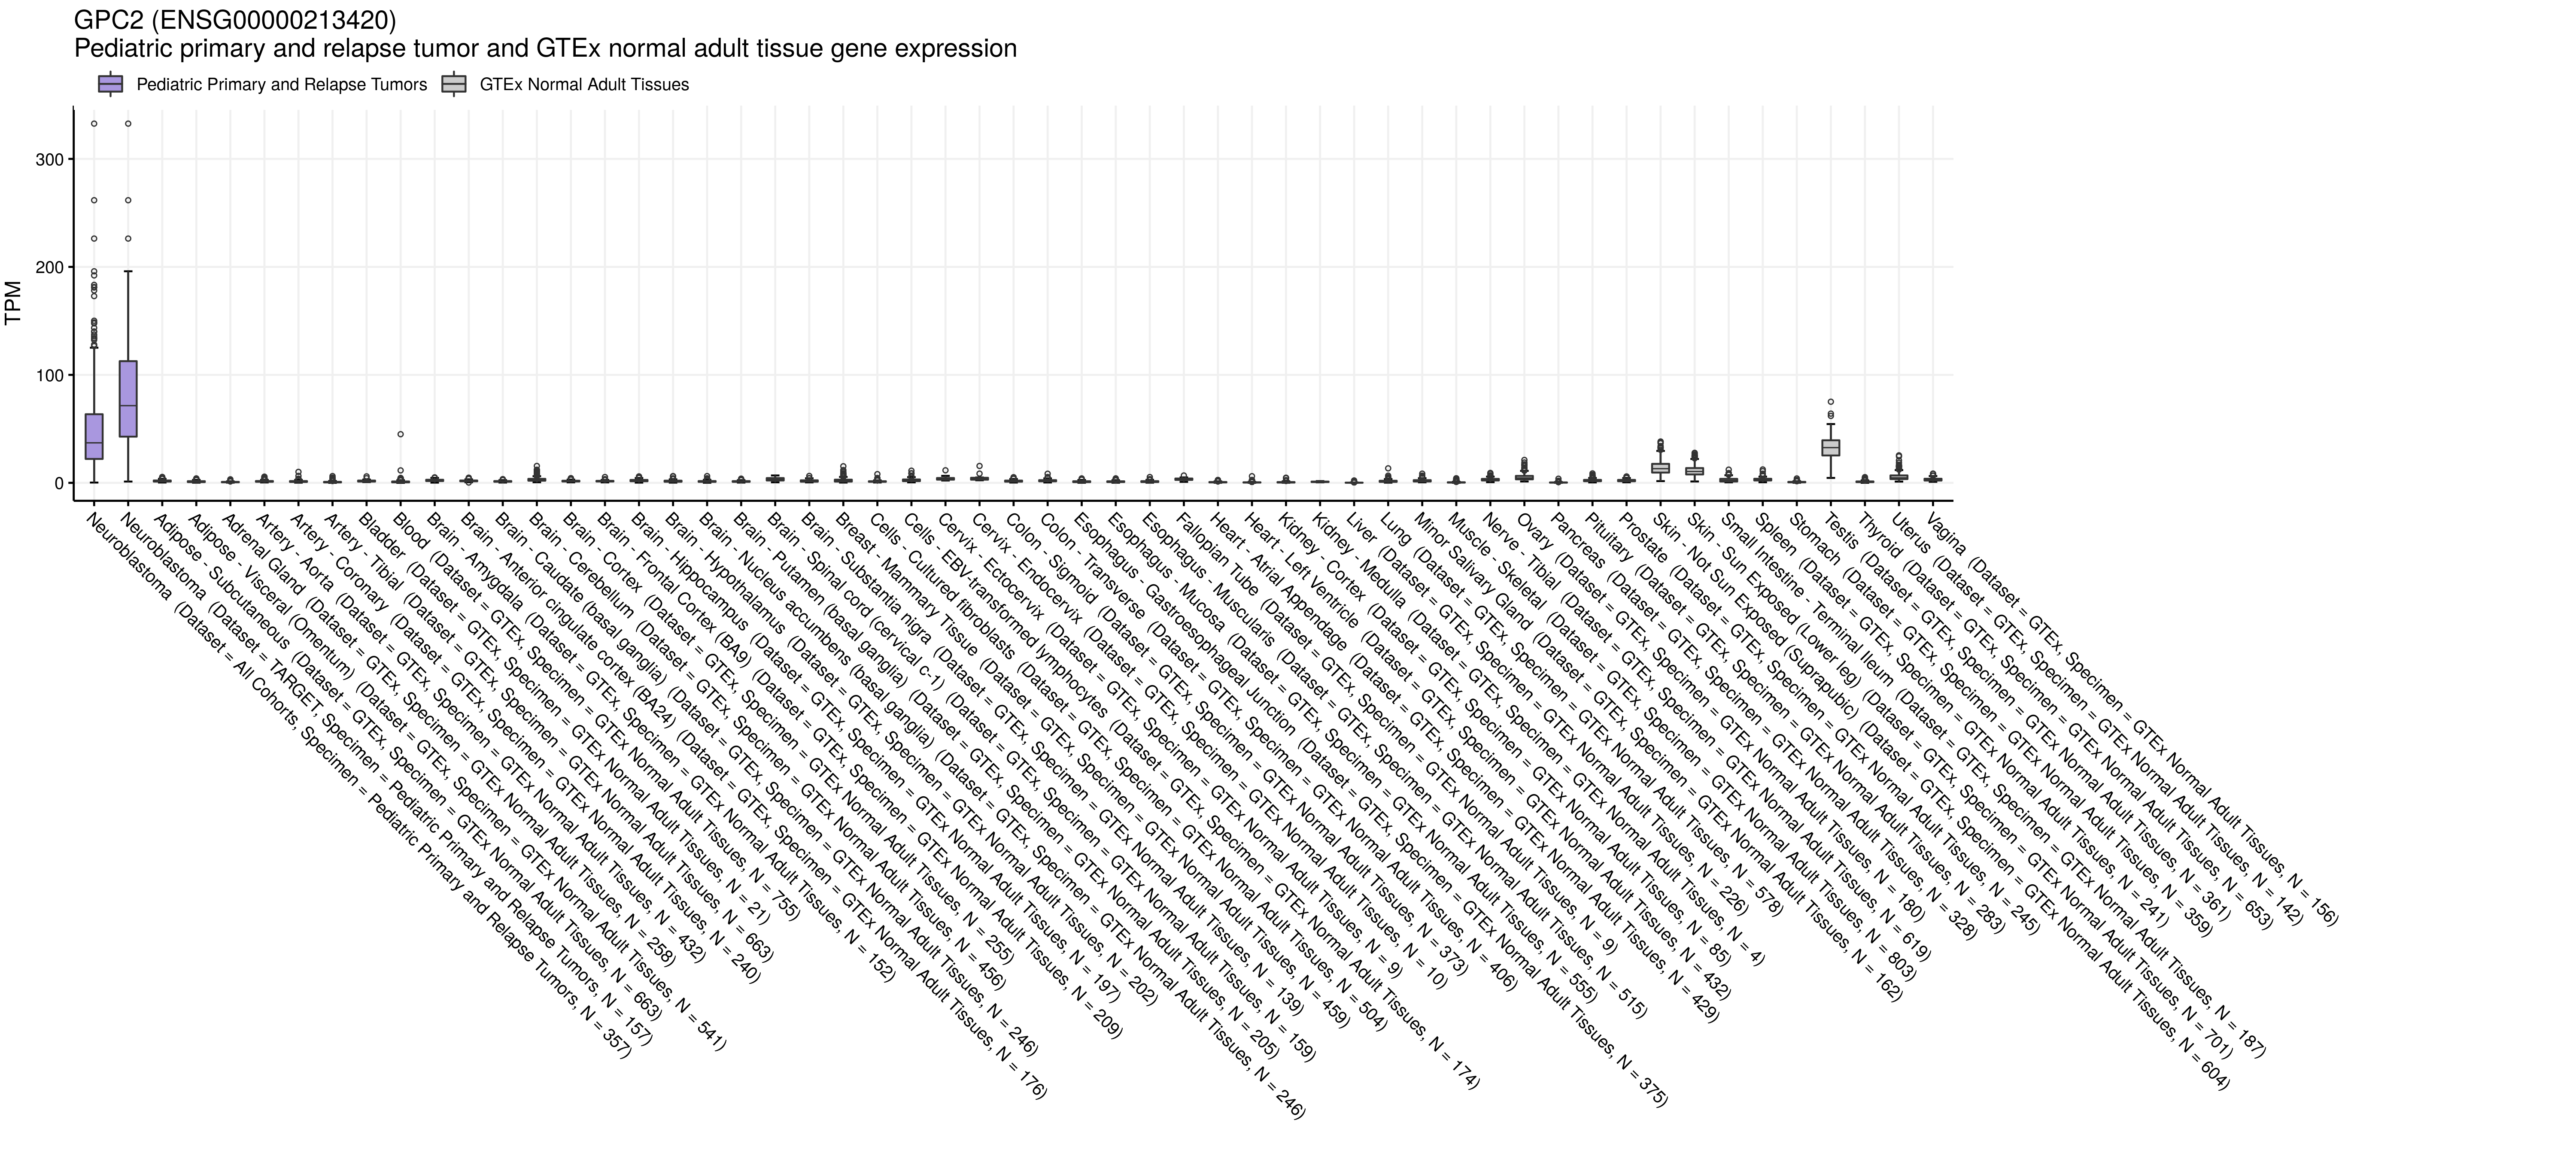 GPC2 (ENSG00000213420)
Pediatric primary and relapse tumor and GTEx normal adult tissue gene expression
Pediatric Primary and Relapse Tumors
GTEx Normal Adult Tissues
TPM
300
200
100
0
Neuroblastoma (Dataset = All Cohorts, Specimen = Pediatric Primary and Relapse Tumors, N = 357)
Neuroblastoma (Dataset = TARGET, Specimen = Pediatric Primary and Relapse Tumors, N = 157)
Adipose - Subcutaneous (Dataset = GTEx, Specimen = GTEx Normal Adult Tissues, N = 663)
Adipose - Visceral (Omentum) (Dataset = GTEx, Specimen = GTEx Normal Adult Tissues, N = 541)
Adrenal Gland (Dataset = GTEx, Specimen = GTEx Normal Adult Tissues, N = 258)
Artery - Aorta (Dataset = GTEx, Specimen = GTEx Normal Adult Tissues, N = 432)
Artery - Coronary (Dataset = GTEx, Specimen = GTEx Normal Adult Tissues, N = 240)
Artery - Tibial (Dataset = GTEx, Specimen = GTEx Normal Adult Tissues, N = 663)
Bladder (Dataset = GTEx, Specimen = GTEx Normal Adult Tissues, N = 21)
Blood (Dataset = GTEx, Specimen = GTEx Normal Adult Tissues, N = 755)
Brain - Amygdala (Dataset = GTEx, Specimen = GTEx Normal Adult Tissues, N = 152)
Brain - Anterior cingulate cortex (BA24) (Dataset = GTEx, Specimen = GTEx Normal Adult Tissues, N = 176)
Brain - Caudate (basal ganglia) (Dataset = GTEx, Specimen = GTEx Normal Adult Tissues, N = 246)
Brain - Cerebellum (Dataset = GTEx, Specimen = GTEx Normal Adult Tissues, N = 456)
Brain - Cortex (Dataset = GTEx, Specimen = GTEx Normal Adult Tissues, N = 255)
Brain - Frontal Cortex (BA9) (Dataset = GTEx, Specimen = GTEx Normal Adult Tissues, N = 209)
Brain - Hippocampus (Dataset = GTEx, Specimen = GTEx Normal Adult Tissues, N = 197)
Brain - Hypothalamus (Dataset = GTEx, Specimen = GTEx Normal Adult Tissues, N = 202)
Brain - Nucleus accumbens (basal ganglia) (Dataset = GTEx, Specimen = GTEx Normal Adult Tissues, N = 246)
Brain - Putamen (basal ganglia) (Dataset = GTEx, Specimen = GTEx Normal Adult Tissues, N = 205)
Brain - Spinal cord (cervical c-1) (Dataset = GTEx, Specimen = GTEx Normal Adult Tissues, N = 159)
Brain - Substantia nigra (Dataset = GTEx, Specimen = GTEx Normal Adult Tissues, N = 139)
Breast - Mammary Tissue (Dataset = GTEx, Specimen = GTEx Normal Adult Tissues, N = 459)
Cells - Cultured fibroblasts (Dataset = GTEx, Specimen = GTEx Normal Adult Tissues, N = 504)
Cells - EBV-transformed lymphocytes (Dataset = GTEx, Specimen = GTEx Normal Adult Tissues, N = 174)
Cervix - Ectocervix (Dataset = GTEx, Specimen = GTEx Normal Adult Tissues, N = 9)
Cervix - Endocervix (Dataset = GTEx, Specimen = GTEx Normal Adult Tissues, N = 10)
Colon - Sigmoid (Dataset = GTEx, Specimen = GTEx Normal Adult Tissues, N = 373)
Colon - Transverse (Dataset = GTEx, Specimen = GTEx Normal Adult Tissues, N = 406)
Esophagus - Gastroesophageal Junction (Dataset = GTEx, Specimen = GTEx Normal Adult Tissues, N = 375)
Esophagus - Mucosa (Dataset = GTEx, Specimen = GTEx Normal Adult Tissues, N = 555)
Esophagus - Muscularis (Dataset = GTEx, Specimen = GTEx Normal Adult Tissues, N = 515)
Fallopian Tube (Dataset = GTEx, Specimen = GTEx Normal Adult Tissues, N = 9)
Heart - Atrial Appendage (Dataset = GTEx, Specimen = GTEx Normal Adult Tissues, N = 429)
Heart - Left Ventricle (Dataset = GTEx, Specimen = GTEx Normal Adult Tissues, N = 432)
Kidney - Cortex (Dataset = GTEx, Specimen = GTEx Normal Adult Tissues, N = 85)
Kidney - Medulla (Dataset = GTEx, Specimen = GTEx Normal Adult Tissues, N = 4)
Liver (Dataset = GTEx, Specimen = GTEx Normal Adult Tissues, N = 226)
Lung (Dataset = GTEx, Specimen = GTEx Normal Adult Tissues, N = 578)
Minor Salivary Gland (Dataset = GTEx, Specimen = GTEx Normal Adult Tissues, N = 162)
Muscle - Skeletal (Dataset = GTEx, Specimen = GTEx Normal Adult Tissues, N = 803)
Nerve - Tibial (Dataset = GTEx, Specimen = GTEx Normal Adult Tissues, N = 619)
Ovary (Dataset = GTEx, Specimen = GTEx Normal Adult Tissues, N = 180)
Pancreas (Dataset = GTEx, Specimen = GTEx Normal Adult Tissues, N = 328)
Pituitary (Dataset = GTEx, Specimen = GTEx Normal Adult Tissues, N = 283)
Prostate (Dataset = GTEx, Specimen = GTEx Normal Adult Tissues, N = 245)
Skin - Not Sun Exposed (Suprapubic) (Dataset = GTEx, Specimen = GTEx Normal Adult Tissues, N = 604)
Skin - Sun Exposed (Lower leg) (Dataset = GTEx, Specimen = GTEx Normal Adult Tissues, N = 701)
Small Intestine - Terminal Ileum (Dataset = GTEx, Specimen = GTEx Normal Adult Tissues, N = 187)
Spleen (Dataset = GTEx, Specimen = GTEx Normal Adult Tissues, N = 241)
Stomach (Dataset = GTEx, Specimen = GTEx Normal Adult Tissues, N = 359)
Testis (Dataset = GTEx, Specimen = GTEx Normal Adult Tissues, N = 361)
Thyroid (Dataset = GTEx, Specimen = GTEx Normal Adult Tissues, N = 653)
Uterus (Dataset = GTEx, Specimen = GTEx Normal Adult Tissues, N = 142)
Vagina (Dataset = GTEx, Specimen = GTEx Normal Adult Tissues, N = 156)